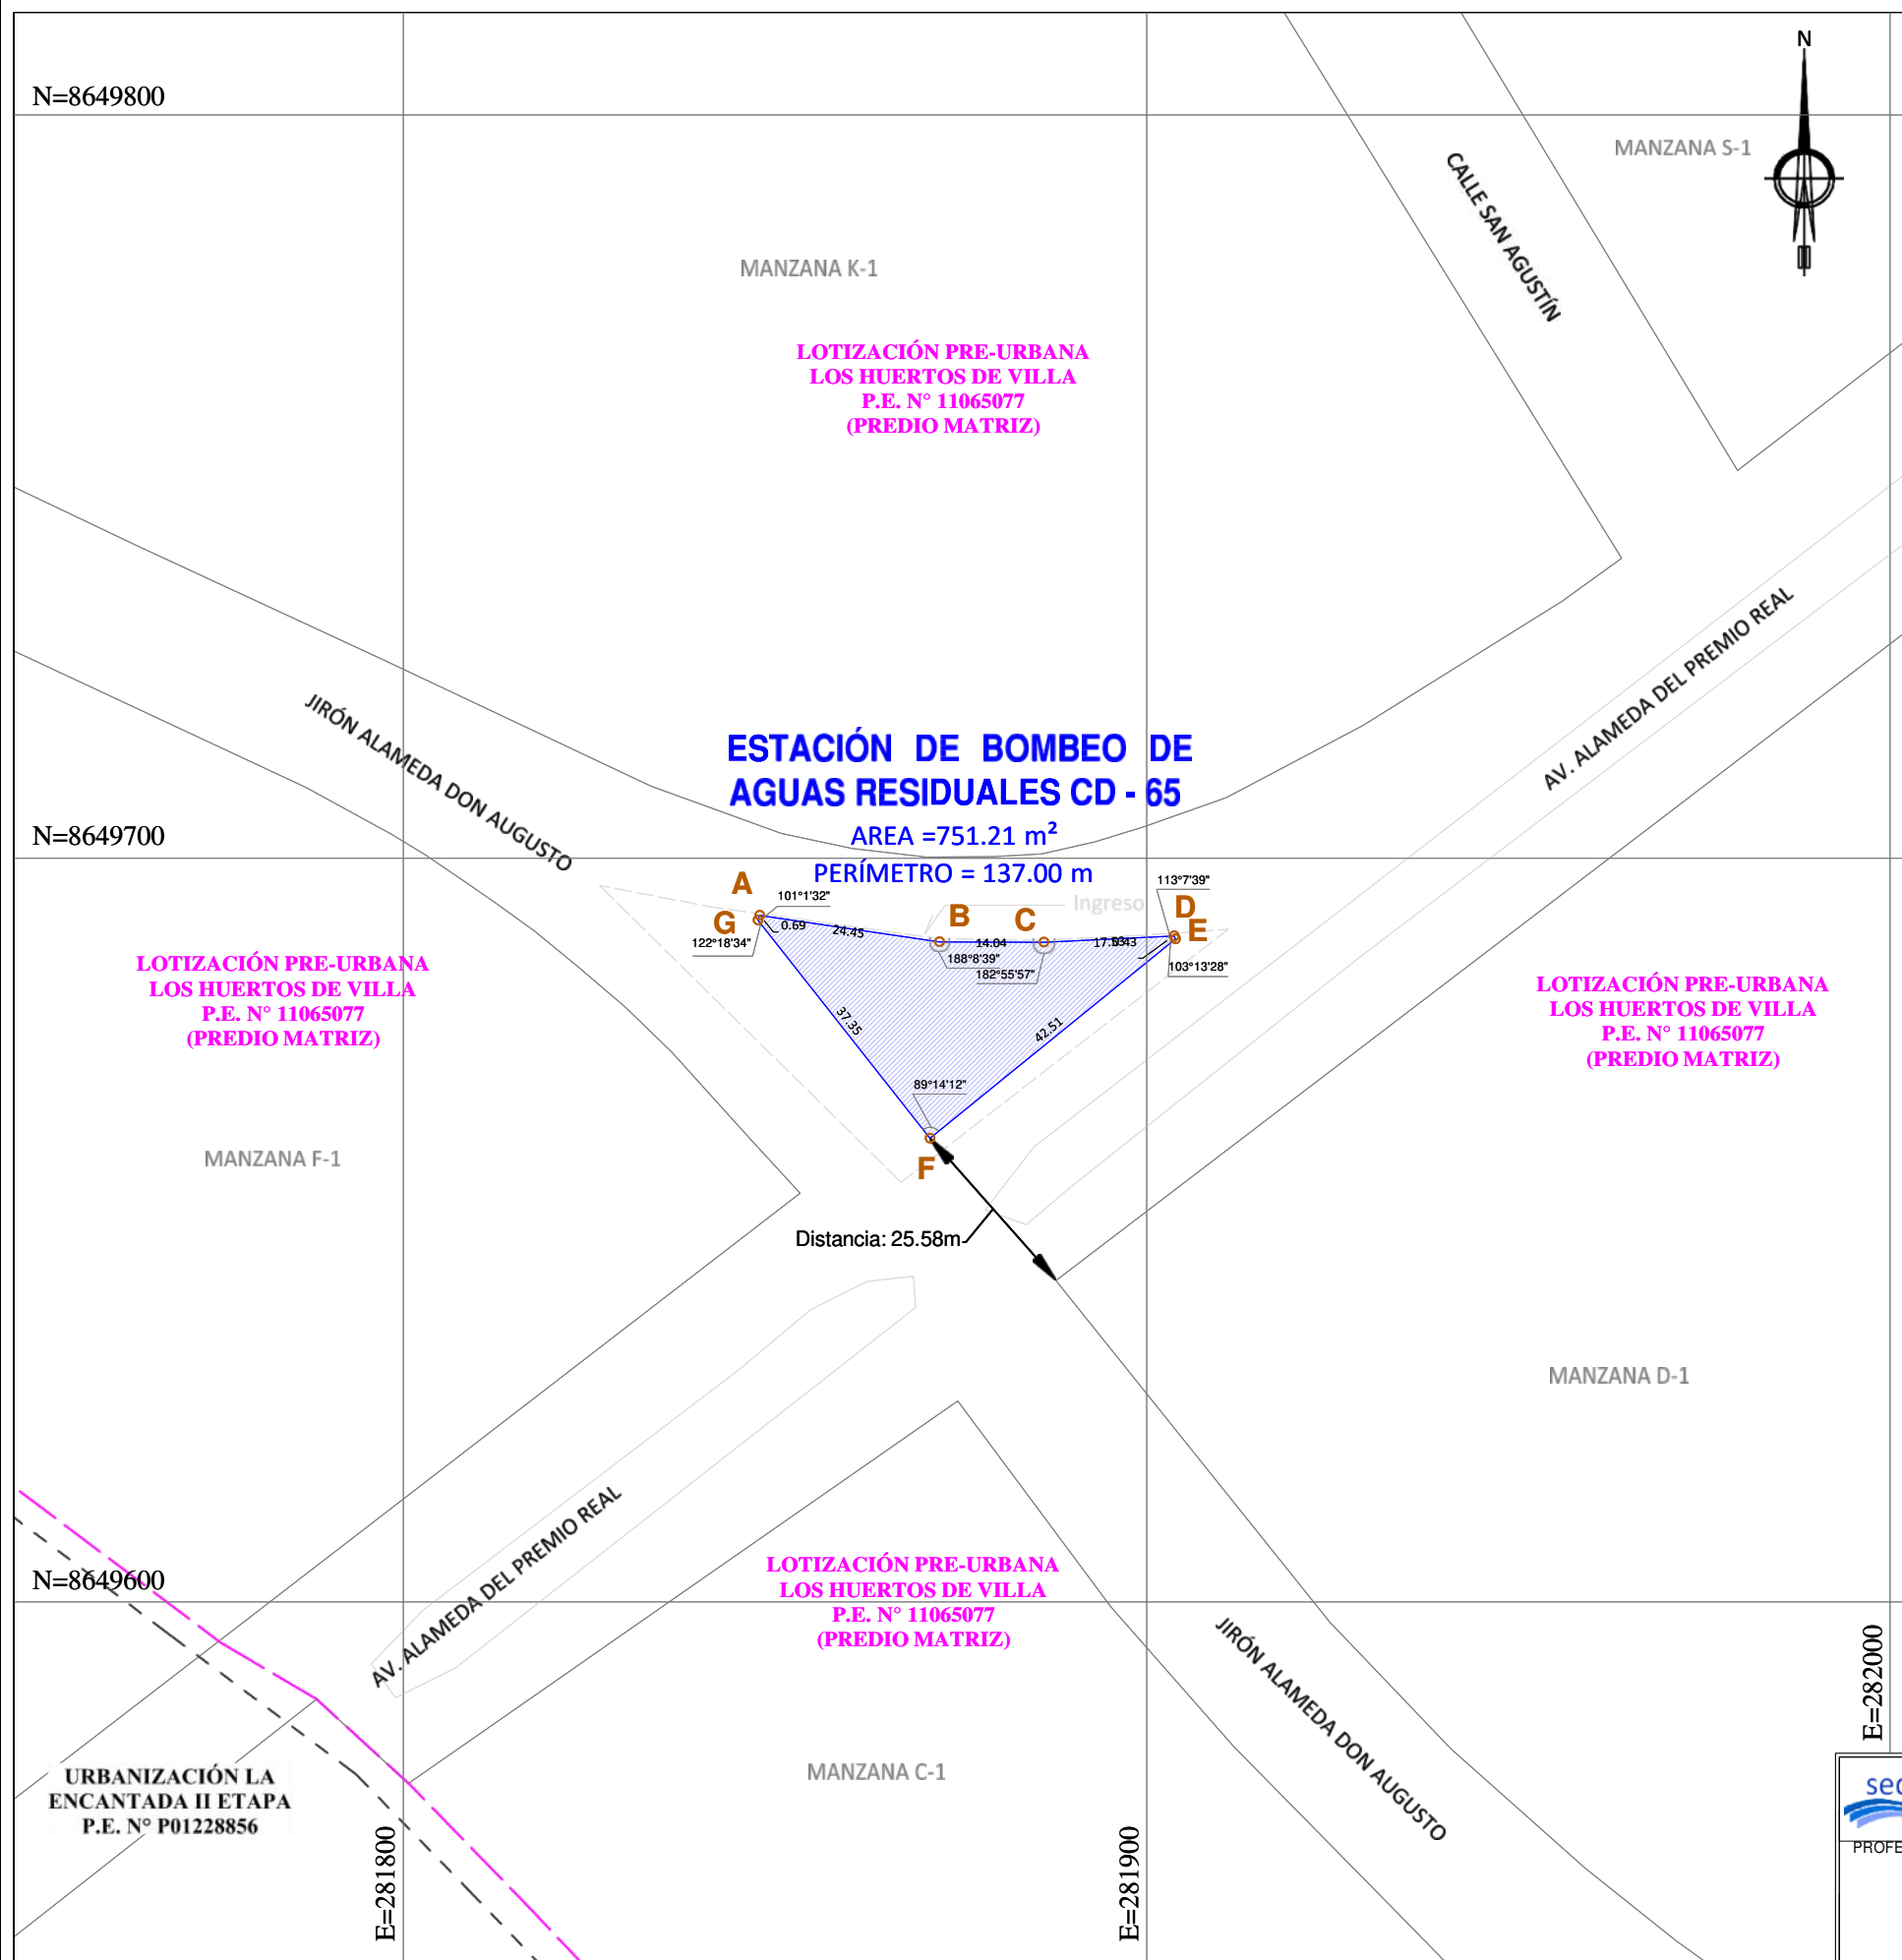 N
N=8649800
MANZANA S-1
CALLE SAN AGUSTÍN
MANZANA K-1
LOTIZACIÓN PRE-URBANA
LOS HUERTOS DE VILLA
P.E. N° 11065077
(PREDIO MATRIZ)
AV. ALAMEDA DEL PREMIO REAL
JIRÓN ALAMEDA DON AUGUSTO
ESTACIÓN DE BOMBEO DE
AGUAS RESIDUALES CD - 65
N=8649700
AREA =751.21 m²
PERÍMETRO = 137.00 m
A
101°1'32"
113°7'39"
Ingreso
B
C
D
G
0.69
24.45
E
122°18'34"
14.04
17.53
0.43
188°8'39"
182°55'57"
103°13'28"
LOTIZACIÓN PRE-URBANA
LOS HUERTOS DE VILLA
P.E. N° 11065077
(PREDIO MATRIZ)
LOTIZACIÓN PRE-URBANA
LOS HUERTOS DE VILLA
P.E. N° 11065077
(PREDIO MATRIZ)
37.35
42.51
89°14'12"
F
MANZANA F-1
Distancia: 25.58m
MANZANA D-1
AV. ALAMEDA DEL PREMIO REAL
N=8649600
LOTIZACIÓN PRE-URBANA
LOS HUERTOS DE VILLA
P.E. N° 11065077
(PREDIO MATRIZ)
JIRÓN ALAMEDA DON AUGUSTO
E=282000
MANZANA C-1
URBANIZACIÓN LA
ENCANTADA II ETAPA
P.E. N° P01228856
E=281800
E=281900